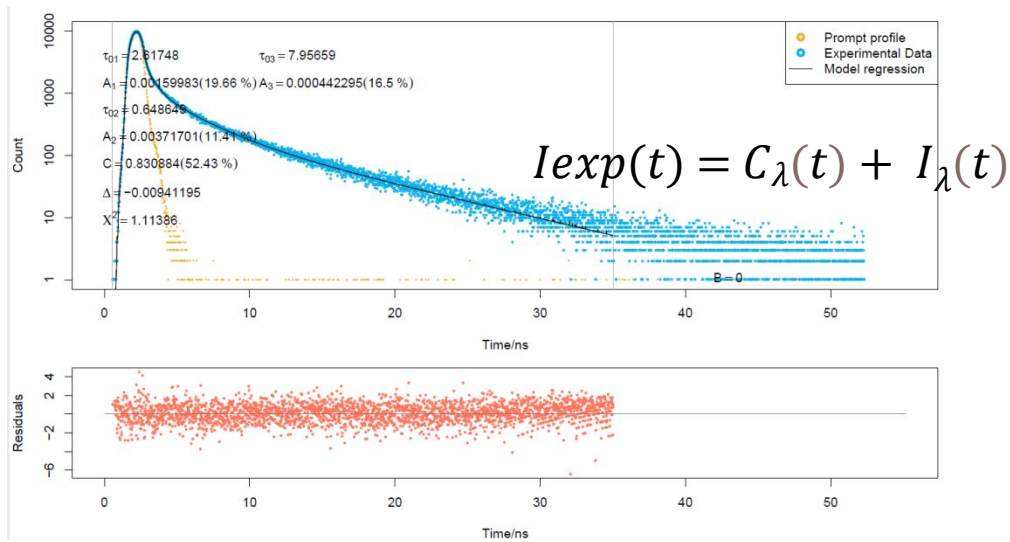 10000
1000
100
10
1
Count
τ01 = 2.61748 τ03 = 7.95659
A1 = 0.00159983(19.66 %) A3 = 0.000442295(16.5 %)
τ02 = 0.648649
A2 = 0.00371701(11.41 %)
C = 0.830884(52.43 %)
Δ = −0.00941195
X² = 1.11386
Prompt profile
Experimental Data
Model regression
Iexp(t) = Cλ(t) + Iλ(t)
B = 0
0 10 20 30 40 50
Time/ns
4
2
-2
-6
Residuals
0 10 20 30 40 50
Time/ns